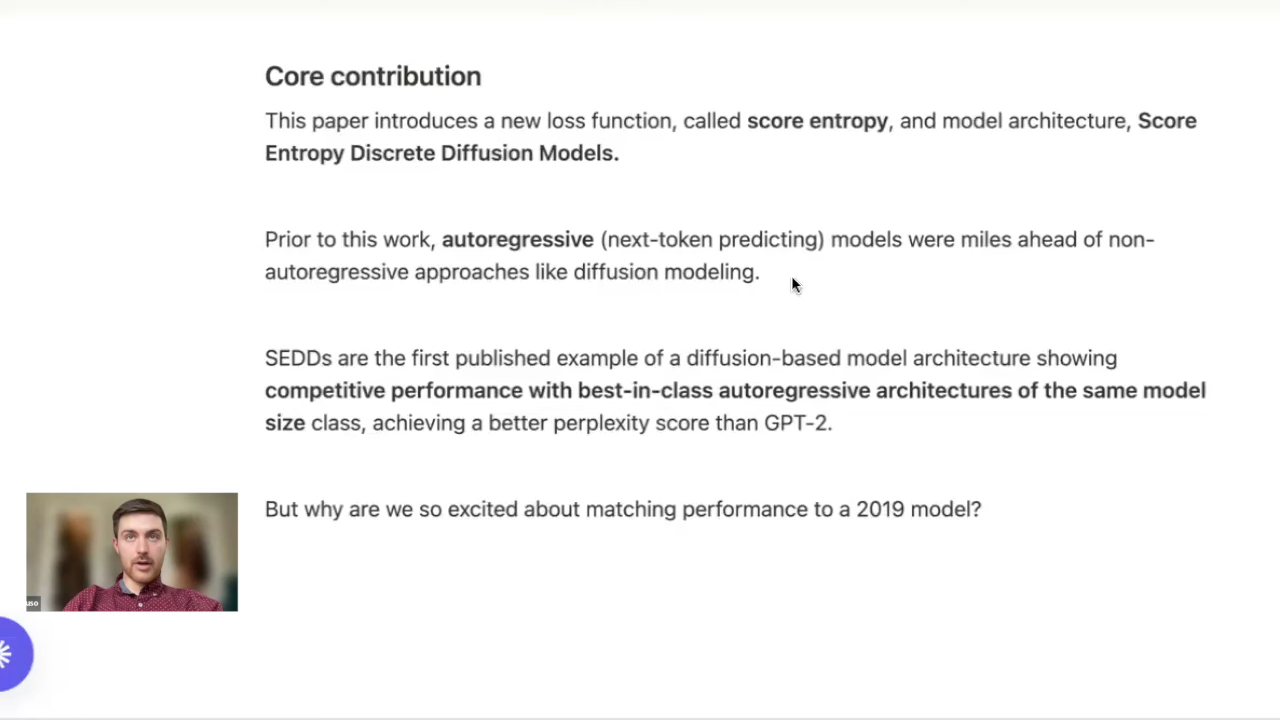 Core contribution
This paper introduces a new loss function, called score entropy, and model architecture, Score
Entropy Discrete Diffusion Models.
Prior to this work, autoregressive (next-token predicting) models were miles ahead of non-
autoregressive approaches like diffusion modeling.
SEDDs are the first published example of a diffusion-based model architecture showing
competitive performance with best-in-class autoregressive architectures of the same model
size class, achieving a better perplexity score than GPT-2.
But why are we so excited about matching performance to a 2019 model?
uso